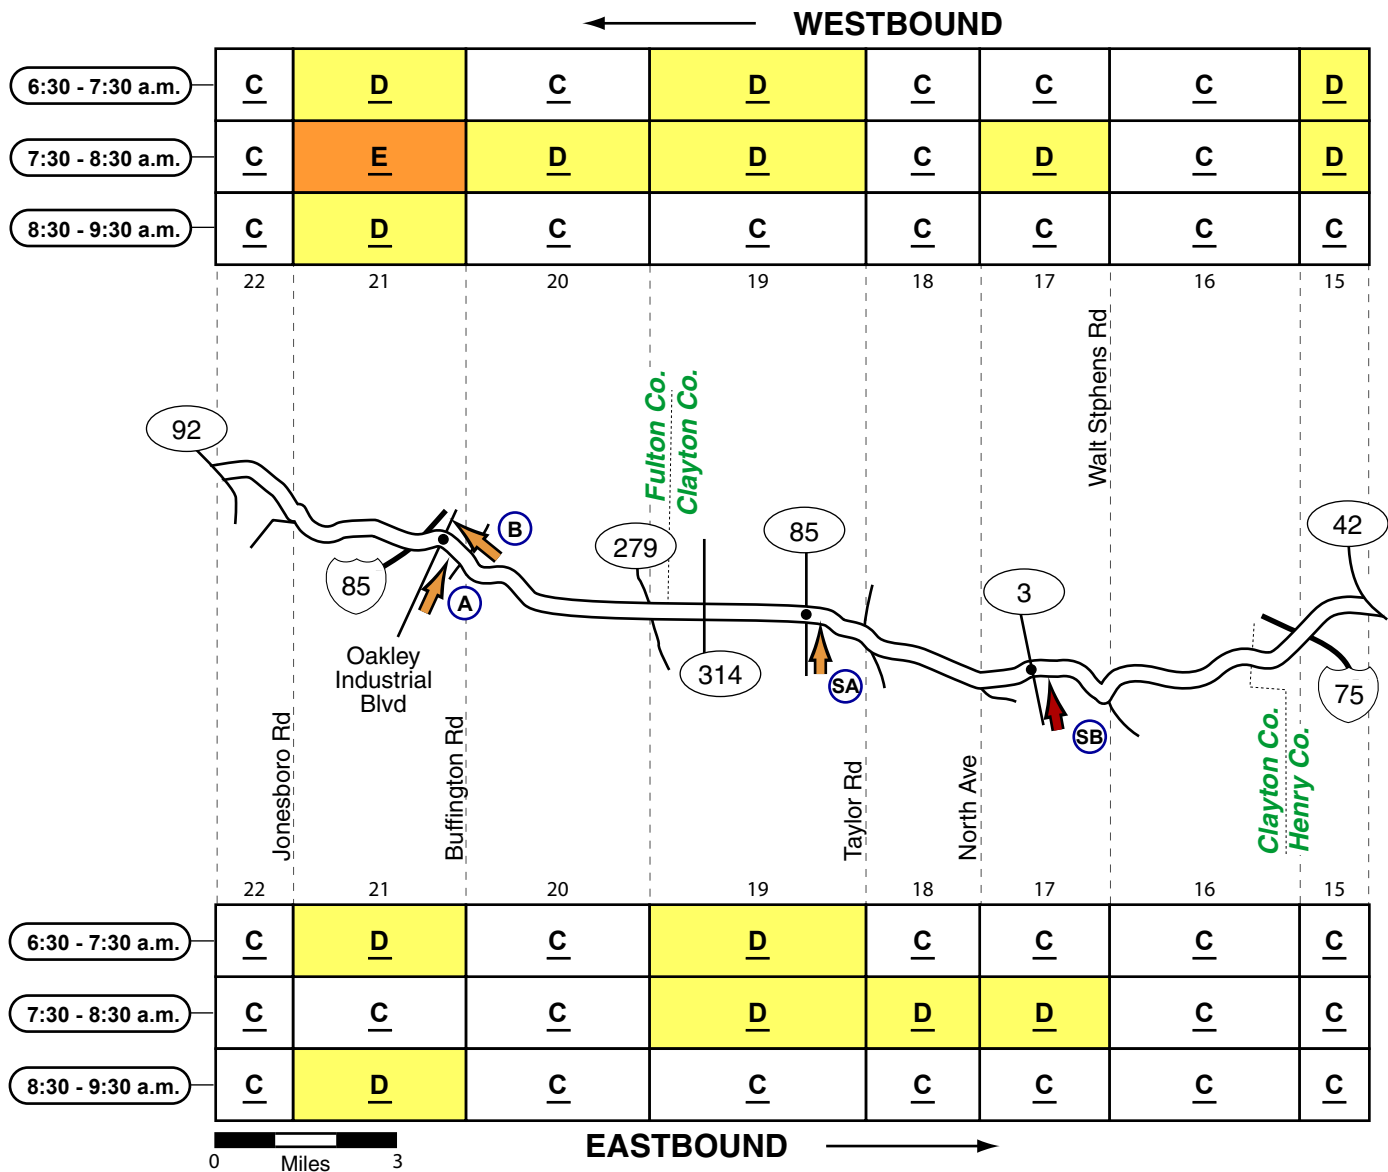 WESTBOUND
6:30 - 7:30 a.m. C D C D C C C D
7:30 - 8:30 a.m. C E D D C D C D
8:30 - 9:30 a.m. C D C C C C C C
22 21 20 19 18 17 16 15
Walt Stphens Rd
Fulton Co.
Clayton Co.
92
B
279
85
42
85
A
3
Oakley
Industrial
Blvd
314
SA
75
SB
Jonesboro Rd
Buffington Rd
Taylor Rd
North Ave
Clayton Co.
Henry Co.
22 21 20 19 18 17 16 15
6:30 - 7:30 a.m. C D C D C C C C
7:30 - 8:30 a.m. C C C D D D C C
8:30 - 9:30 a.m. C D C C C C C C
EASTBOUND
0 Miles 3